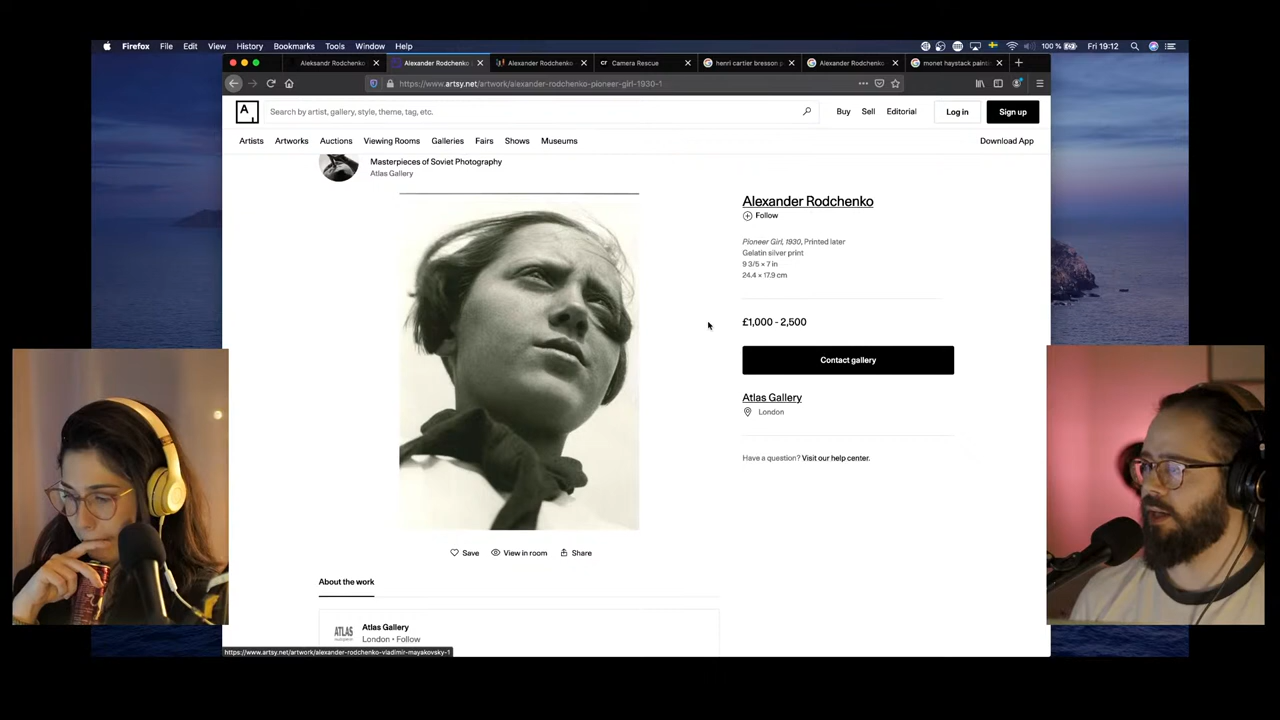 Firefox File Edit View History Bookmarks Tools Window Help 100 % Fri 19:12
Aleksandr Rodchenko Alexander Rodchenko Alexander Rodchenko Camera Rescue henri cartier bresson p Alexander Rodchenko monet haystack paintin
https://www.artsy.net/artwork/alexander-rodchenko-pioneer-girl-1930-1
A
Search by artist, gallery, style, theme, tag, etc. Buy Sell Editorial Log in Sign up
Artists Artworks Auctions Viewing Rooms Galleries Fairs Shows Museums Download App
Masterpieces of Soviet Photography
Atlas Gallery
Alexander Rodchenko
Follow
Pioneer Girl, 1930, Printed later
Gelatin silver print
9 3/5 × 7 in
24.4 × 17.9 cm
£1,000 - 2,500
Contact gallery
Atlas Gallery
London
Have a question? Visit our help center.
Save View in room Share
About the work
ATLAS
Atlas Gallery
London • Follow
https://www.artsy.net/artwork/alexander-rodchenko-vladimir-mayakovsky-1